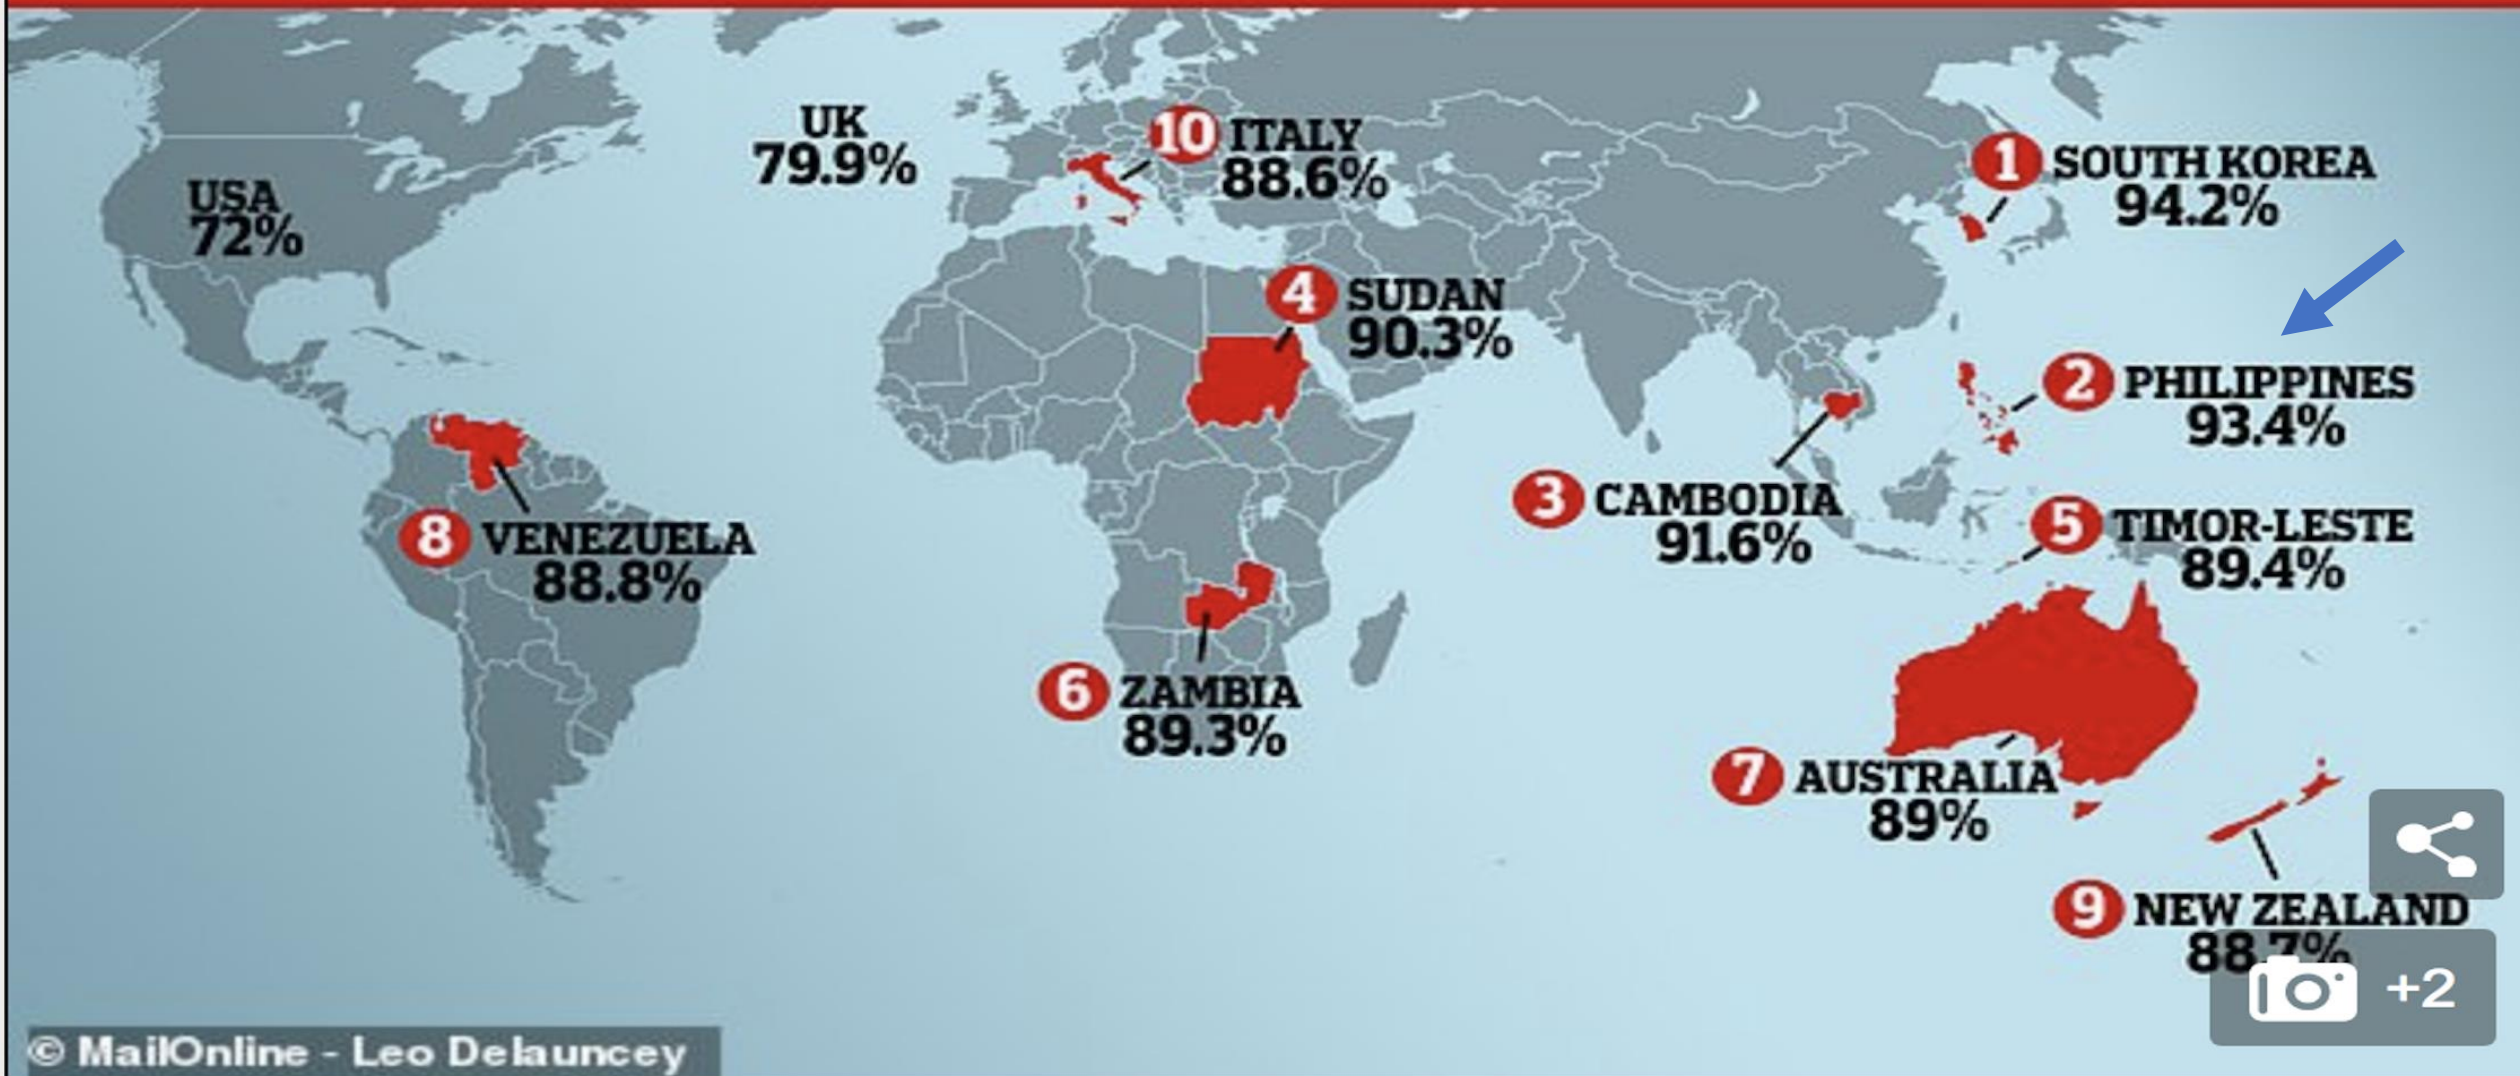 UK
79.9%
10 ITALY
88.6%
1 SOUTH KOREA
94.2%
USA
72%
4 SUDAN
90.3%
2 PHILIPPINES
93.4%
8 VENEZUELA
88.8%
3 CAMBODIA
91.6%
5 TIMOR-LESTE
89.4%
6 ZAMBIA
89.3%
7 AUSTRALIA
89%
9 NEW ZEALAND
88.7%
+2
© MailOnline - Leo Delauncey